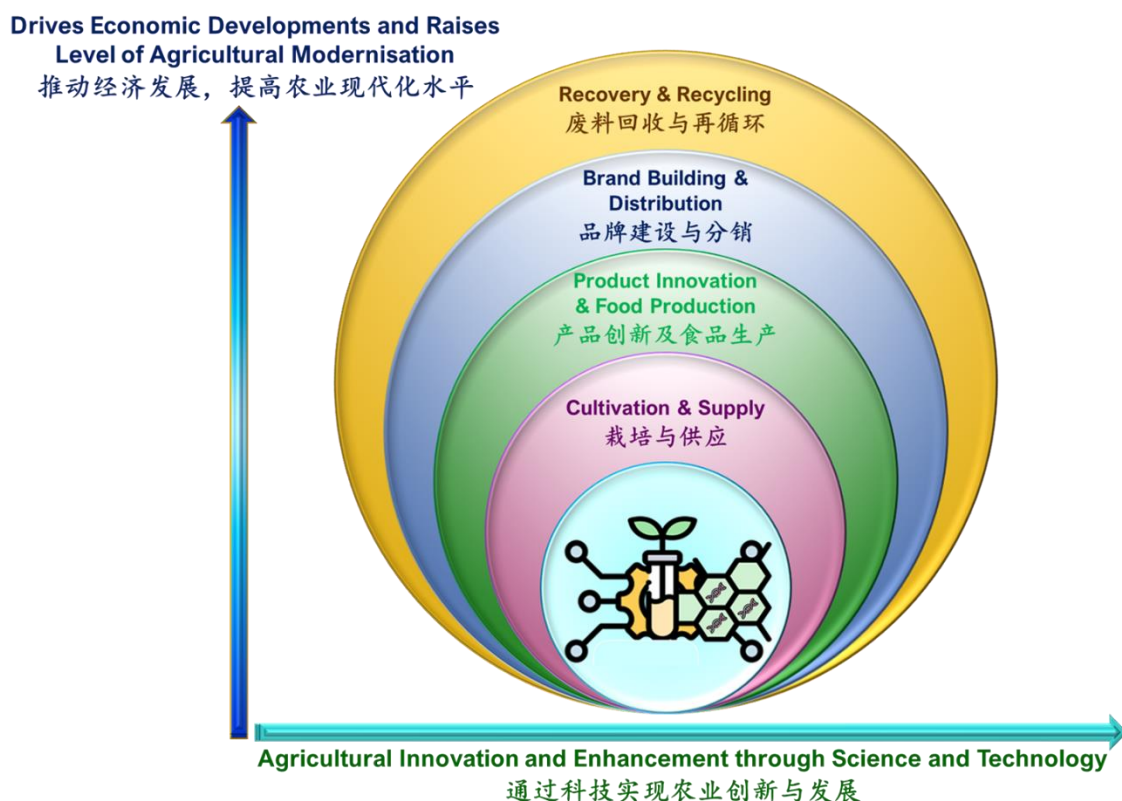 Drives Economic Developments and Raises
Level of Agricultural Modernisation
推动经济发展，提高农业现代化水平
Recovery & Recycling
废料回收与再循环
Brand Building &
Distribution
品牌建设与分销
Product Innovation
& Food Production
产品创新及食品生产
Cultivation & Supply
栽培与供应
Agricultural Innovation and Enhancement through Science and Technology
通过科技实现农业创新与发展